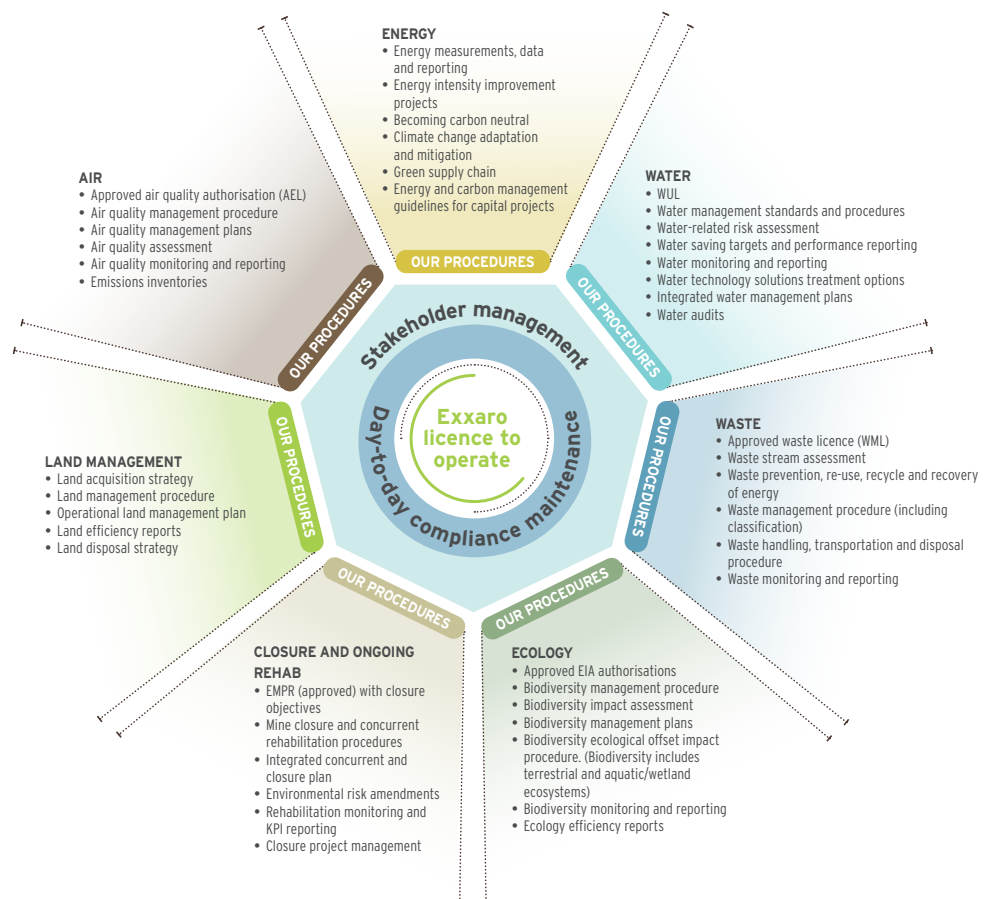 ENERGY
• Energy measurements, data
and reporting
• Energy intensity improvement
projects
• Becoming carbon neutral
• Climate change adaptation
and mitigation
• Green supply chain
• Energy and carbon management
guidelines for capital projects
OUR PROCEDURES
AIR
• Approved air quality authorisation (AEL)
• Air quality management procedure
• Air quality management plans
• Air quality assessment
• Air quality monitoring and reporting
• Emissions inventories
OUR PROCEDURES
WATER
• WUL
• Water management standards and procedures
• Water-related risk assessment
• Water saving targets and performance reporting
• Water monitoring and reporting
• Water technology solutions treatment options
• Integrated water management plans
• Water audits
OUR PROCEDURES
Stakeholder management
Exxaro
licence to
operate
Day-to-day compliance maintenance
LAND MANAGEMENT
• Land acquisition strategy
• Land management procedure
• Operational land management plan
• Land efficiency reports
• Land disposal strategy
OUR PROCEDURES
WASTE
• Approved waste licence (WML)
• Waste stream assessment
• Waste prevention, re-use, recycle and recovery
of energy
• Waste management procedure (including
classification)
• Waste handling, transportation and disposal
procedure
• Waste monitoring and reporting
OUR PROCEDURES
OUR PROCEDURES
CLOSURE AND ONGOING
REHAB
• EMPR (approved) with closure
objectives
• Mine closure and concurrent
rehabilitation procedures
• Integrated concurrent and
closure plan
• Environmental risk amendments
• Rehabilitation monitoring and
KPI reporting
• Closure project management
OUR PROCEDURES
ECOLOGY
• Approved EIA authorisations
• Biodiversity management procedure
• Biodiversity impact assessment
• Biodiversity management plans
• Biodiversity ecological offset impact
procedure. (Biodiversity includes
terrestrial and aquatic/wetland
ecosystems)
• Biodiversity monitoring and reporting
• Ecology efficiency reports